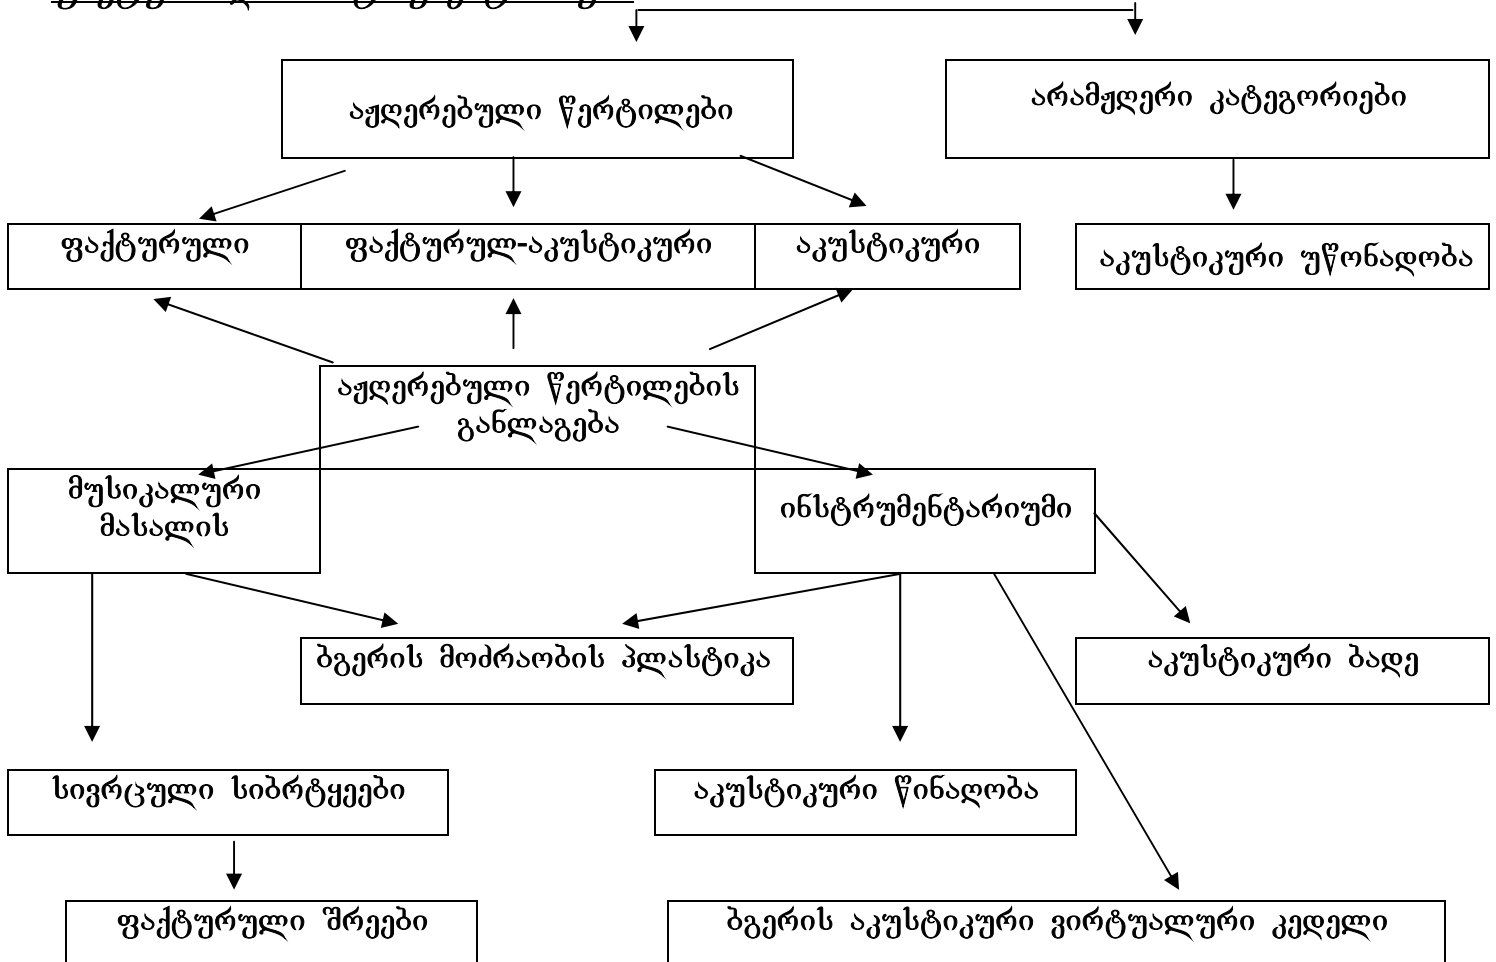 აჟღერებული წერტილები
არამჟღერი კატეგორიები
ფაქტურული
ფაქტურულ-აკუსტიკური
აკუსტიკური
აკუსტიკური უწონადობა
აჟღერებული წერტილების
განლაგება
მუსიკალური
მასალის
ინსტრუმენტარიუმი
ბგერის მოძრაობის პლასტიკა
აკუსტიკური ბადე
სივრცული სიბრტყეები
აკუსტიკური წინაღობა
ფაქტურული შრეები
ბგერის აკუსტიკური ვირტუალური კედელი